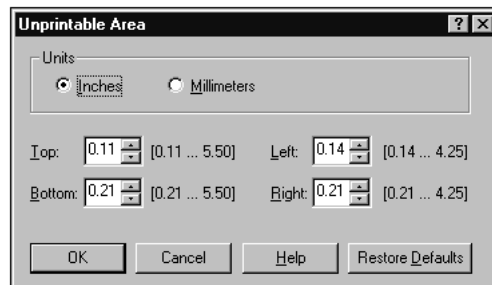 Unprintable Area
Units
Inches Millimeters
Top: 0.11 [0.11 ... 5.50] Left: 0.14 [0.14 ... 4.25]
Bottom: 0.21 [0.21 ... 5.50] Right: 0.21 [0.21 ... 4.25]
OK Cancel Help Restore Defaults